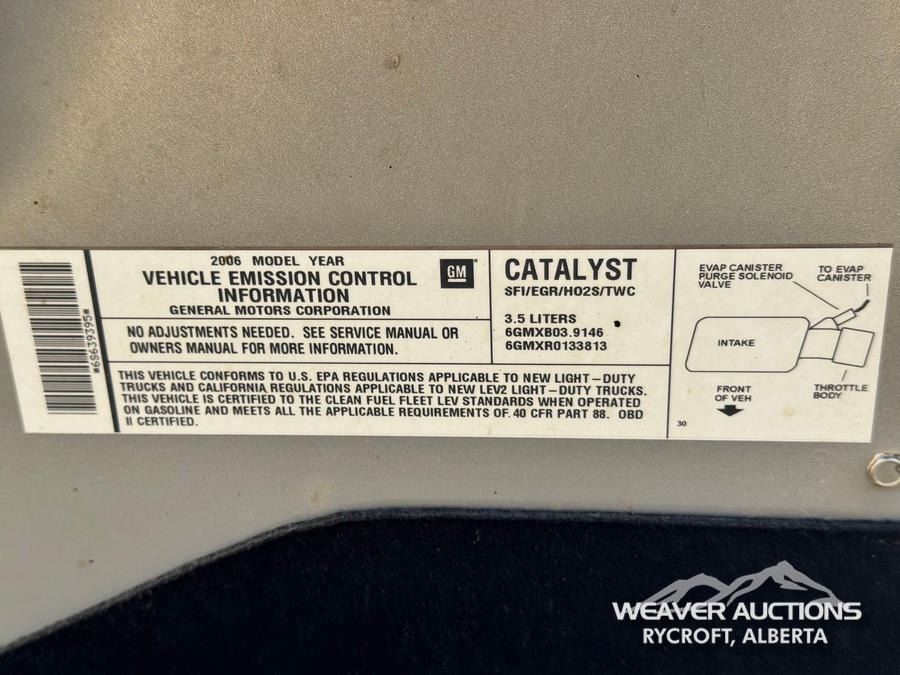 2006 MODEL YEAR
VEHICLE EMISSION CONTROL
INFORMATION
GENERAL MOTORS CORPORATION
GM
NO ADJUSTMENTS NEEDED. SEE SERVICE MANUAL OR
OWNERS MANUAL FOR MORE INFORMATION.
CATALYST
SFI/EGR/HO2S/TWC
3.5 LITERS
6GMXB03.9146
6GMXR0133813
THIS VEHICLE CONFORMS TO U.S. EPA REGULATIONS APPLICABLE TO NEW LIGHT-DUTY
TRUCKS AND CALIFORNIA REGULATIONS APPLICABLE TO NEW LEV2 LIGHT-DUTY TRUCKS.
THIS VEHICLE IS CERTIFIED TO THE CLEAN FUEL FLEET LEV STANDARDS WHEN OPERATED
ON GASOLINE AND MEETS ALL THE APPLICABLE REQUIREMENTS OF. 40 CFR PART 88. OBD
II CERTIFIED.
*6S639395*
EVAP CANISTER
PURGE SOLENOID
VALVE
TO EVAP
CANISTER
INTAKE
FRONT
OF VEH
THROTTLE
BODY
30
WEAVER AUCTIONS
RYCROFT, ALBERTA